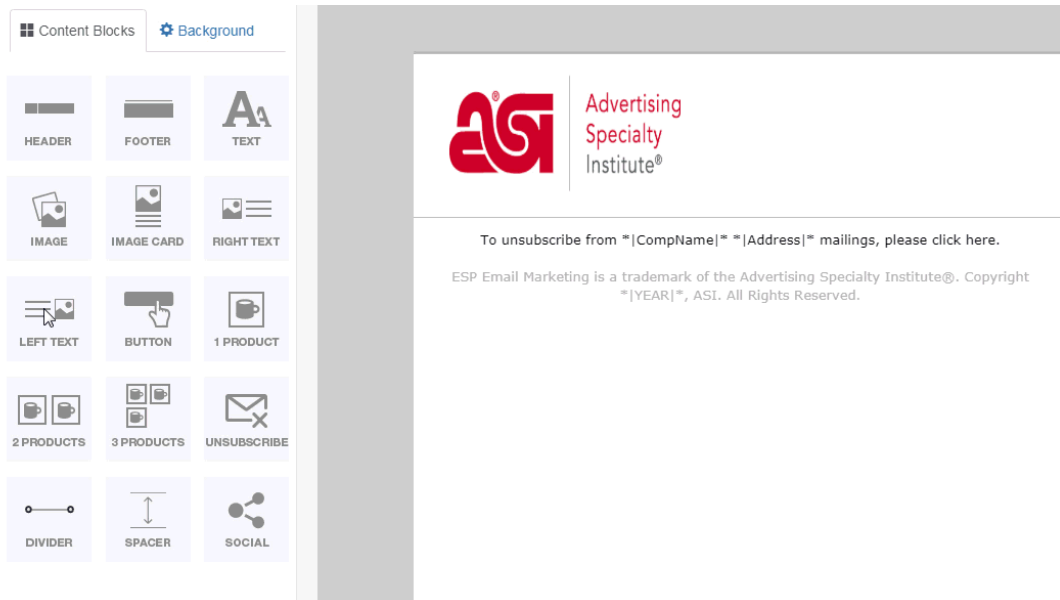 Content Blocks
Background
HEADER
FOOTER
TEXT
IMAGE
IMAGE CARD
RIGHT TEXT
LEFT TEXT
BUTTON
1 PRODUCT
2 PRODUCTS
3 PRODUCTS
UNSUBSCRIBE
DIVIDER
SPACER
SOCIAL
asi®
Advertising
Specialty
Institute®
To unsubscribe from *|CompName|* *|Address|* mailings, please click here.
ESP Email Marketing is a trademark of the Advertising Specialty Institute®. Copyright
*|YEAR|*, ASI. All Rights Reserved.